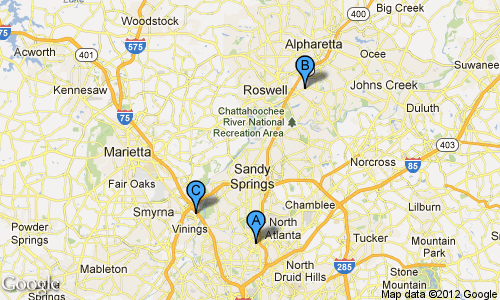 Woodstock
Big Creek
75
401
575
Alpharetta
Acworth
Ocee
Suwanee
B
Kennesaw
Roswell
Johns Creek
75
Chattahoochee
River National
Recreation Area
Duluth
Marietta
Norcross
85
Sandy
Springs
Fair Oaks
C
Chamblee
Lilburn
Smyrna
A
North
Atlanta
Powder
Springs
Vinings
Tucker
Mountain
Park
Mableton
North
Druid Hills
285
Stone
Mountain
Google
Map data ©2012 Google